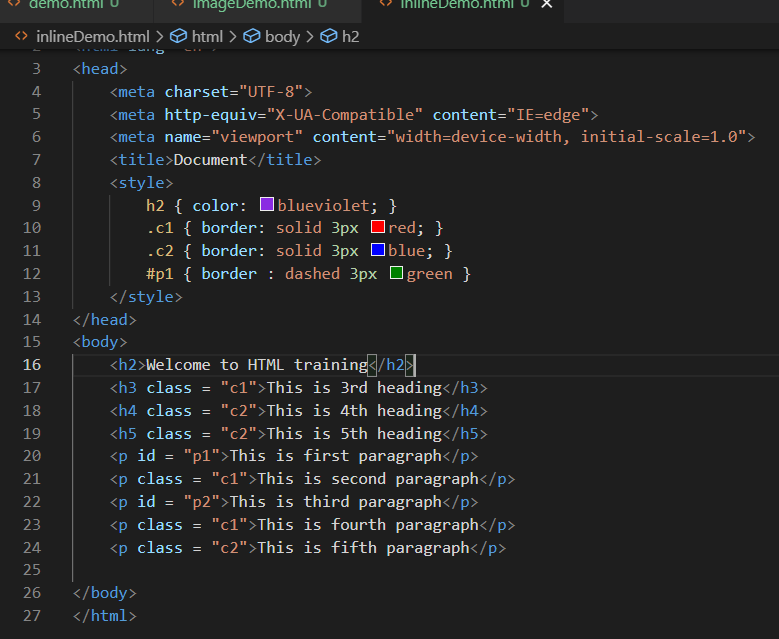 demo.html U imageDemo.html U inlineDemo.html U
inlineDemo.html > html > body > h2
3 <head>
4 <meta charset="UTF-8">
5 <meta http-equiv="X-UA-Compatible" content="IE=edge">
6 <meta name="viewport" content="width=device-width, initial-scale=1.0">
7 <title>Document</title>
8 <style>
9 h2 { color: blueviolet; }
10 .c1 { border: solid 3px red; }
11 .c2 { border: solid 3px blue; }
12 #p1 { border : dashed 3px green }
13 </style>
14 </head>
15 <body>
16 <h2>Welcome to HTML training</h2>
17 <h3 class = "c1">This is 3rd heading</h3>
18 <h4 class = "c2">This is 4th heading</h4>
19 <h5 class = "c2">This is 5th heading</h5>
20 <p id = "p1">This is first paragraph</p>
21 <p class = "c1">This is second paragraph</p>
22 <p id = "p2">This is third paragraph</p>
23 <p class = "c1">This is fourth paragraph</p>
24 <p class = "c2">This is fifth paragraph</p>
25
26 </body>
27 </html>